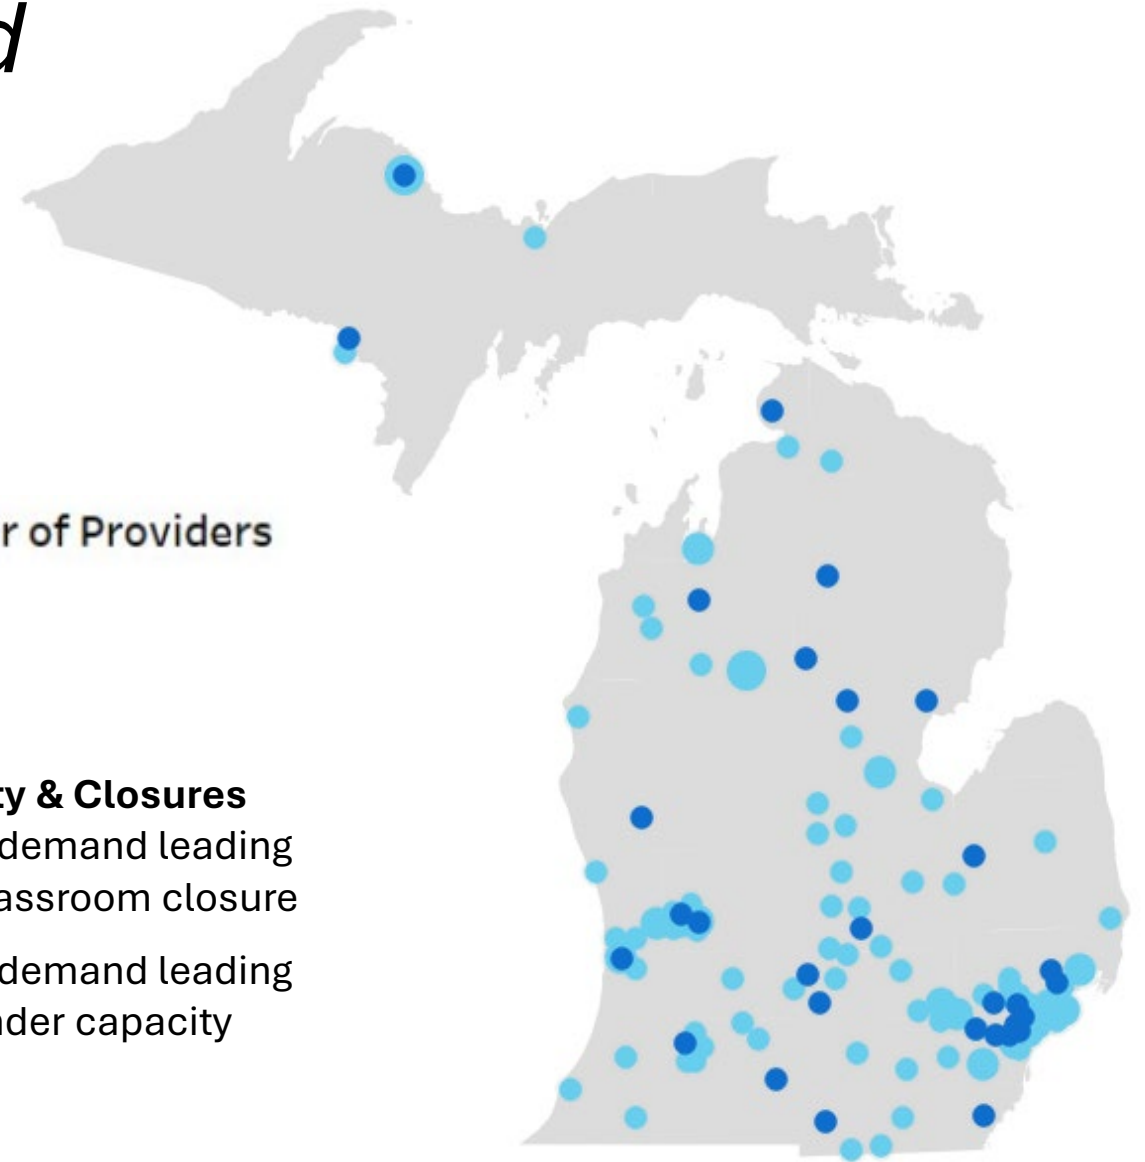 d
r of Providers
ty & Closures
demand leading
assroom closure
demand leading
nder capacity